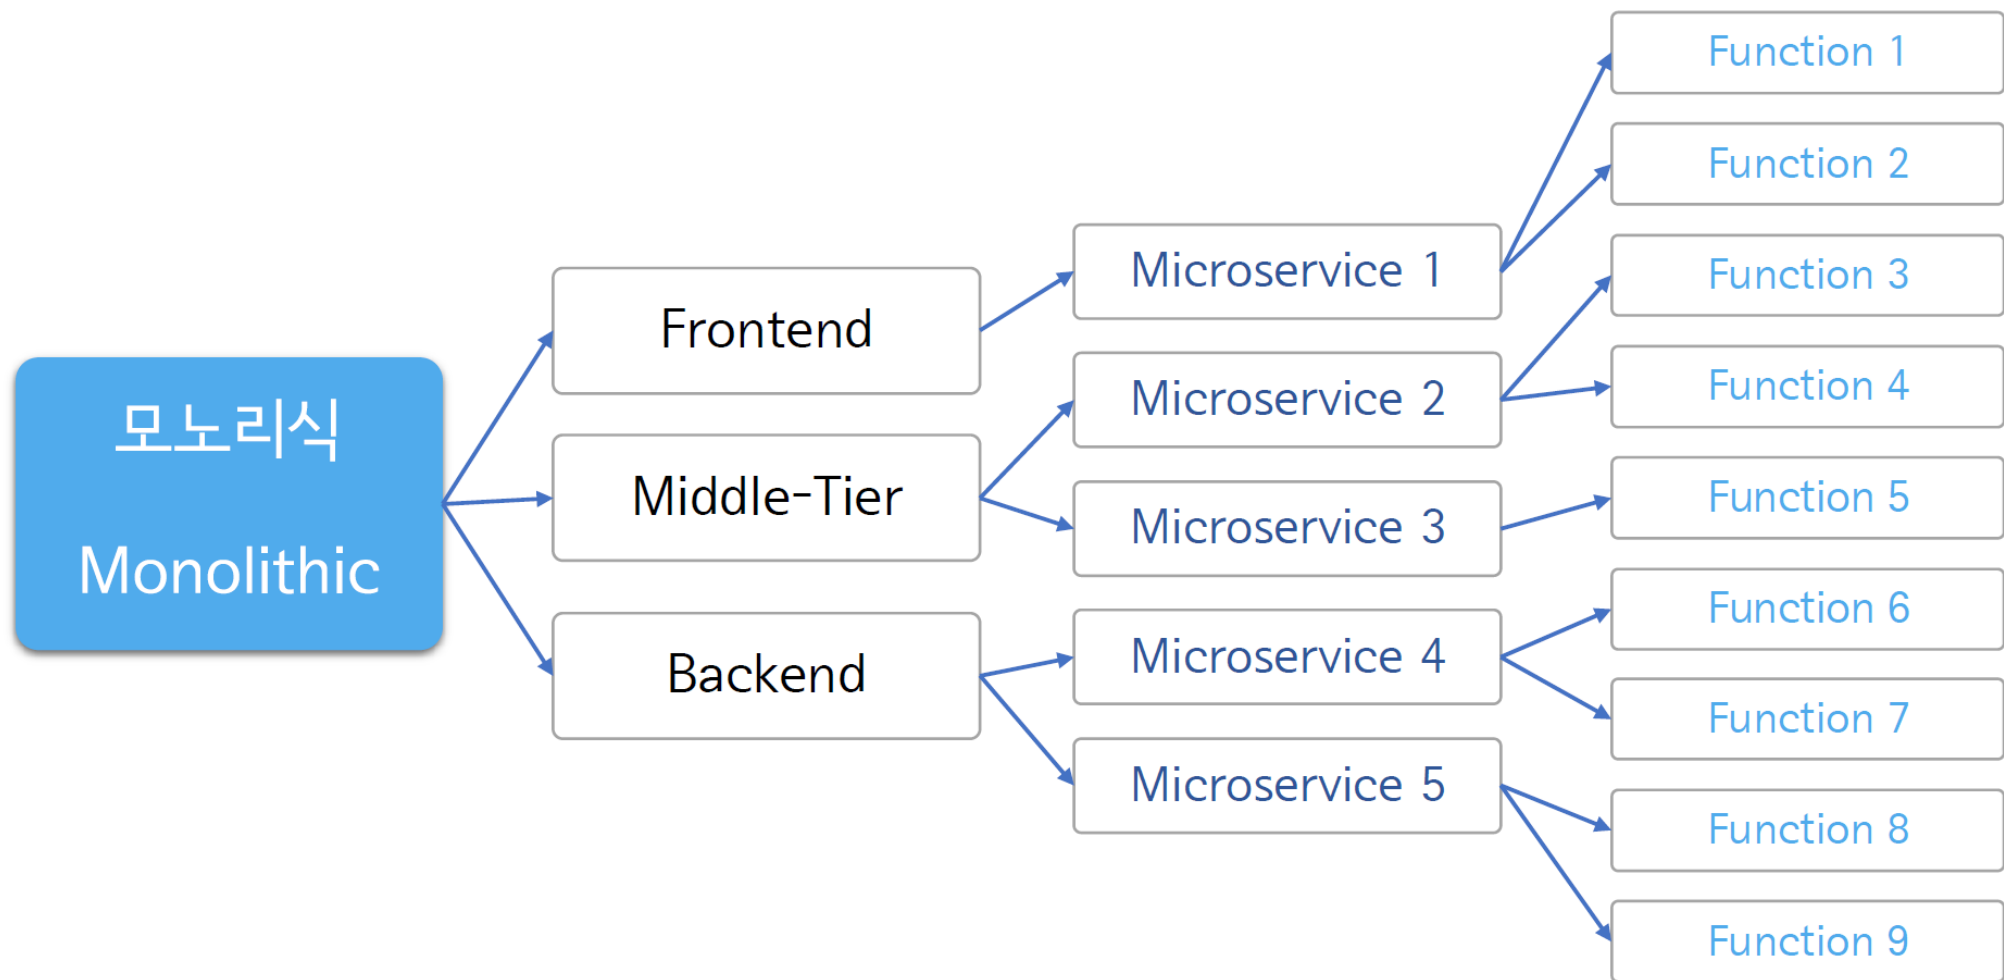 모노리식
Monolithic
Frontend
Middle-Tier
Backend
Microservice 1
Microservice 2
Microservice 3
Microservice 4
Microservice 5
Function 1
Function 2
Function 3
Function 4
Function 5
Function 6
Function 7
Function 8
Function 9